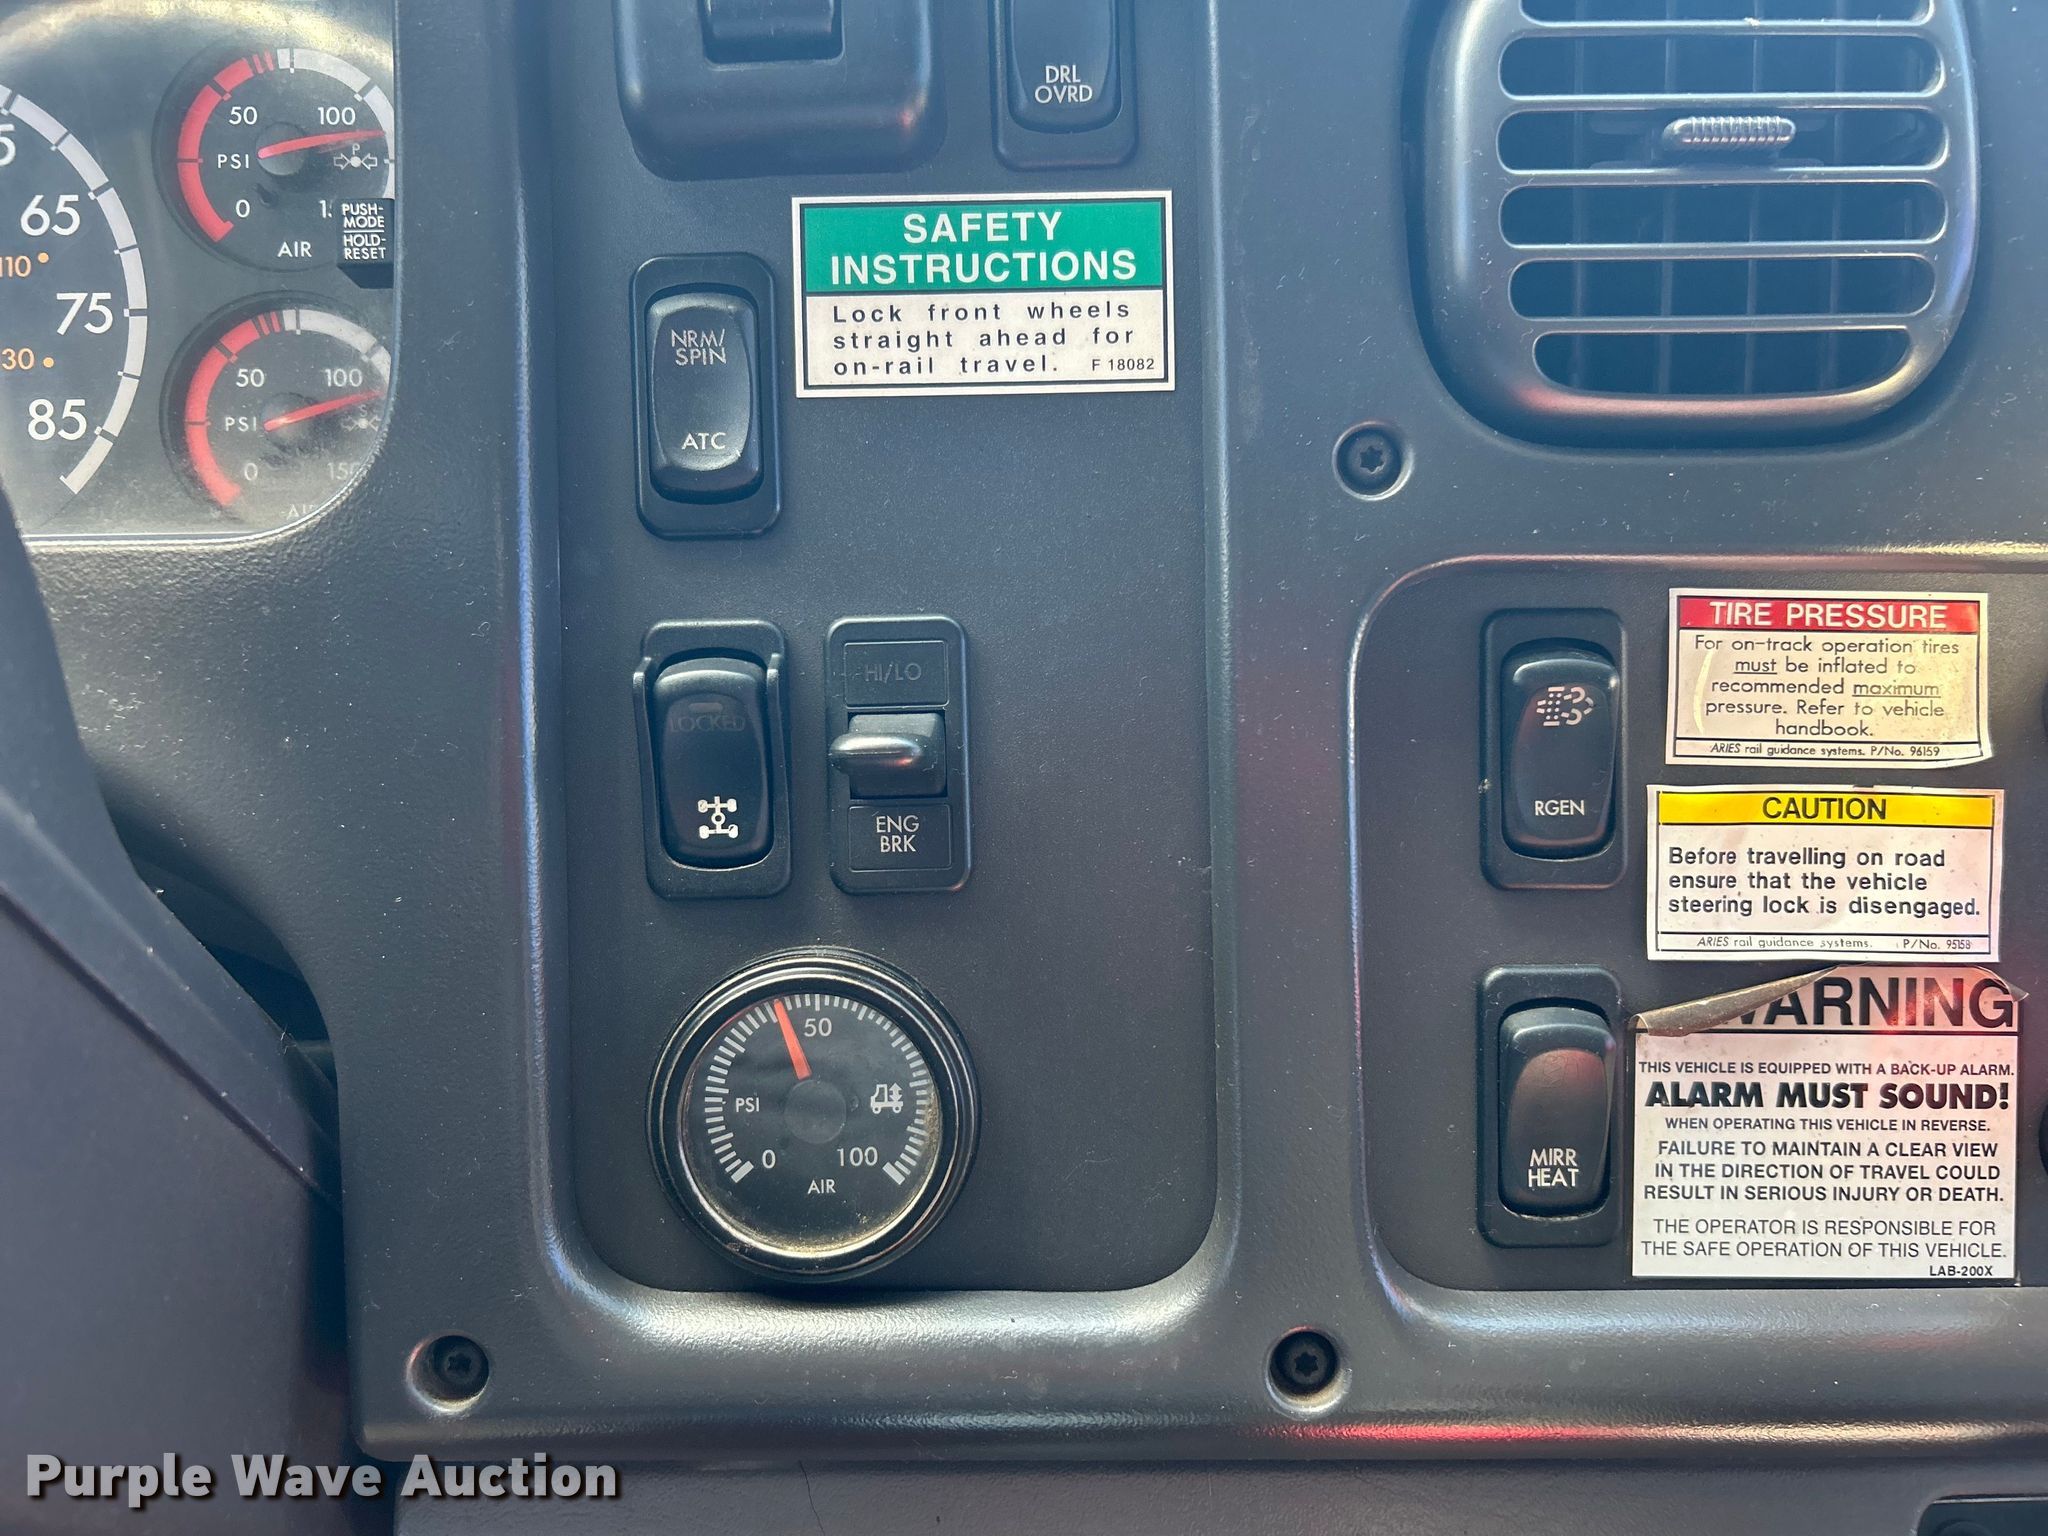 DRL
OVRD
50
100
PSI
P
0
AIR
PUSH-
MODE
HOLD-
RESET
65
110
75
30
85
50
100
PSI
0
150
SAFETY
INSTRUCTIONS
Lock front wheels
straight ahead for
on-rail travel. F 18082
NRM/
SPIN
ATC
LOCKED
HI/LO
ENG
BRK
50
PSI
0
100
AIR
RGEN
MIRR
HEAT
TIRE PRESSURE
For on-track operation tires
must be inflated to
recommended maximum
pressure. Refer to vehicle
handbook.
ARIES rail guidance systems. P/No. 96159
CAUTION
Before travelling on road
ensure that the vehicle
steering lock is disengaged.
ARIES rail guidance systems. P/No. 95158
WARNING
THIS VEHICLE IS EQUIPPED WITH A BACK-UP ALARM.
ALARM MUST SOUND!
WHEN OPERATING THIS VEHICLE IN REVERSE.
FAILURE TO MAINTAIN A CLEAR VIEW
IN THE DIRECTION OF TRAVEL COULD
RESULT IN SERIOUS INJURY OR DEATH.
THE OPERATOR IS RESPONSIBLE FOR
THE SAFE OPERATION OF THIS VEHICLE.
LAB-200X
Purple Wave Auction